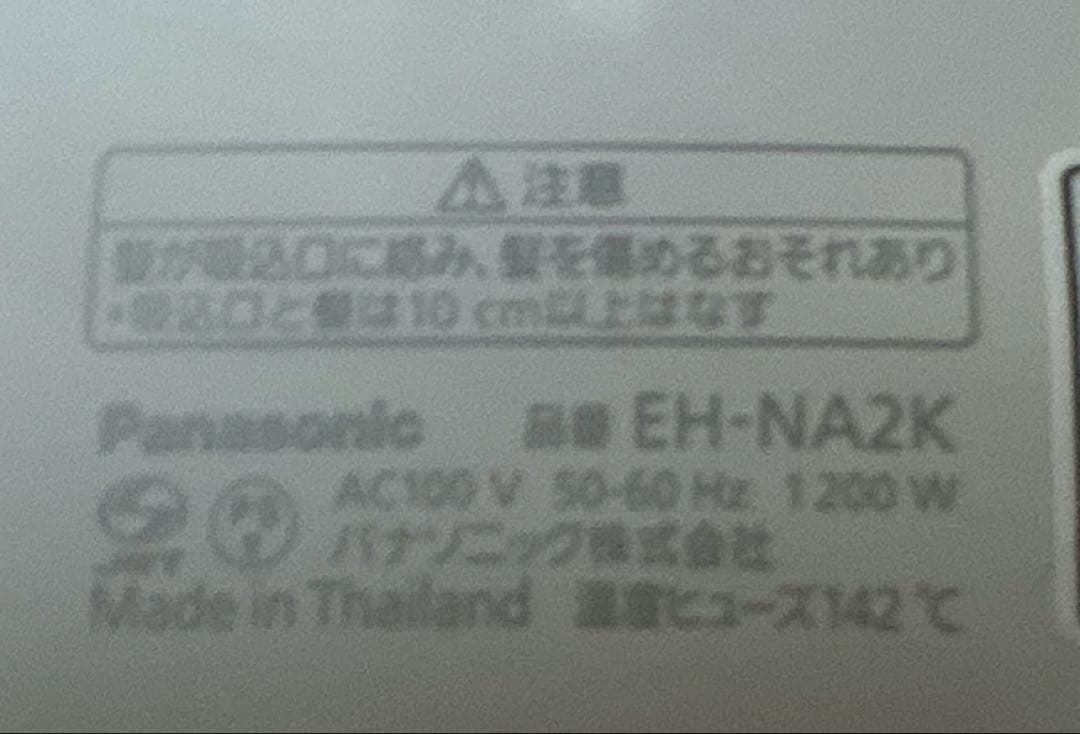 注意
髪が吸込口に絡み、髪を傷めるおそれあり
・吸込口と髪は10 cm以上はなす
Panasonic 品番 EH-NA2K
AC100 V 50-60 Hz 1200 W
JET PS E パナソニック株式会社
Made in Thailand 温度ヒューズ142 ℃